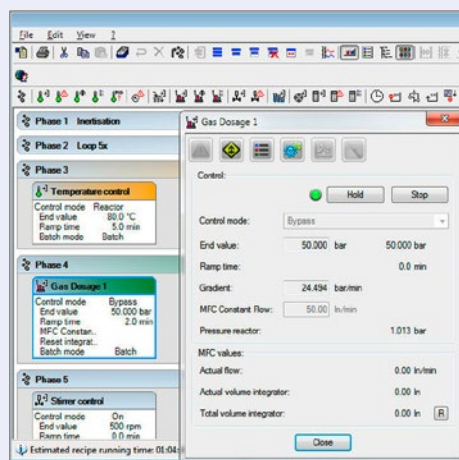 File Edit View ?
Phase 1 Inertisation
Phase 2 Loop 5x
Phase 3
Temperature control
Control mode Reactor
End value 80.0 °C
Ramp time 5.0 min
Batch mode Batch
Phase 4
Gas Dosage 1
Control mode Bypass
End value 50.000 bar
Ramp time 2.0 min
MFC Constan..
Reset integrat..
Batch mode Batch
Phase 5
Stirrer control
Control mode On
End value 500 rpm
Ramp time 0.0 min
Estimated recipe running time: 01:04:
Gas Dosage 1
Control:
Hold Stop
Control mode: Bypass
End value: 50.000 bar 50.000 bar
Ramp time: 0.0 min
Gradient: 24.494 bar/min
MFC Constant Flow: 50.00 ln/min
Pressure reactor: 1.013 bar
MFC values:
Actual flow: 0.00 ln/min
Actual volume integrator: 0.00 ln
Total volume integrator: 0.00 ln R
Close